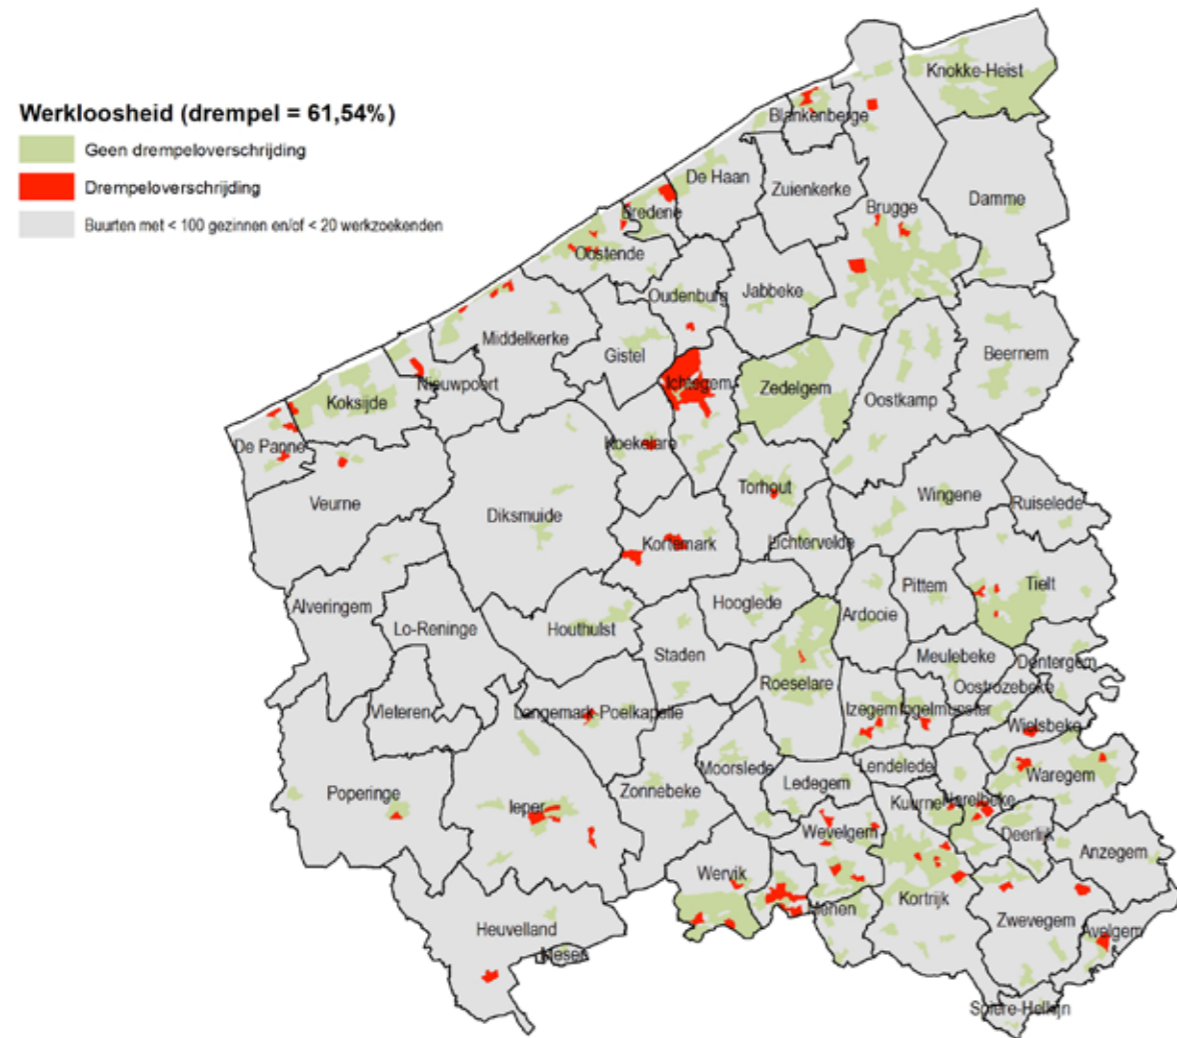 Werkloosheid (drempel = 61,54%)
Geen drempeloverschrijding
Drempeloverschrijding
Buurten met < 100 gezinnen en/of < 20 werkzoekenden
Knokke-Heist
Blankenberge
De Haan
Zuienkerke
Damme
Bredene
Brugge
Oostende
Oudenburg
Jabbeke
Middelkerke
Gistel
Beernem
Nieuwpoort
Ichtegem
Zedelgem
Koksijde
Oostkamp
De Panne
Koekelare
Veurne
Torhout
Wingene
Ruiselede
Diksmuide
Kortemark
Lichtervelde
Pittem
Tielt
Alveringem
Hooglede
Ardooie
Lo-Reninge
Houthulst
Staden
Meulebeke
Dentergem
Roeselare
Oostrozebeke
Vleteren
Langemark-Poelkapelle
Izegem
Ingelmunster
Wielsbeke
Moorslede
Lendelede
Waregem
Poperinge
Ieper
Zonnebeke
Ledegem
Kuurne
Harelbeke
Wevelgem
Deerlijk
Anzegem
Wervik
Menen
Kortrijk
Zwevegem
Heuvelland
Avelgem
Mesen
Spiere-Helkijn